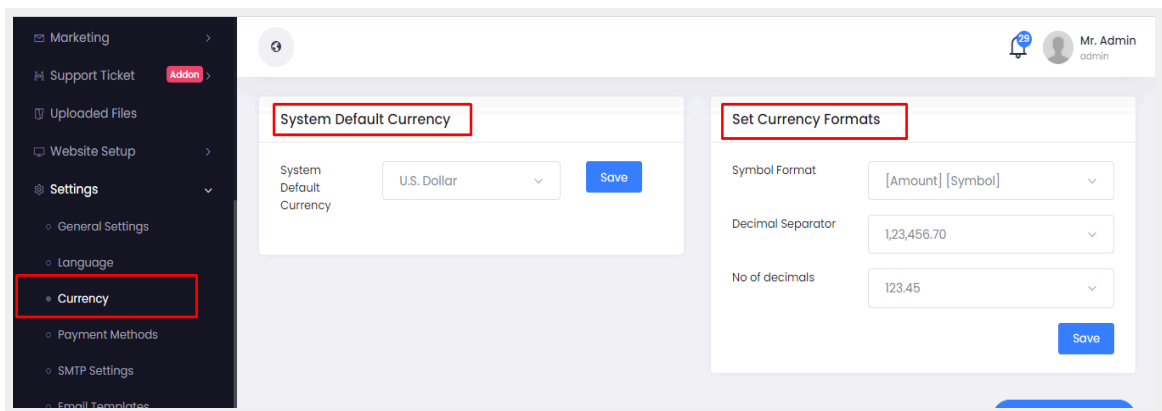 Marketing
Support Ticket Addon
Uploaded Files
Website Setup
Settings
General Settings
Language
Currency
Payment Methods
SMTP Settings
Email Templates
29
Mr. Admin
admin
System Default Currency
System
Default
Currency
U.S. Dollar
Save
Set Currency Formats
Symbol Format
[Amount] [Symbol]
Decimal Separator
1,23,456.70
No of decimals
123.45
Save